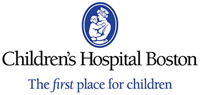 Children's Hospital Boston
The first place for children